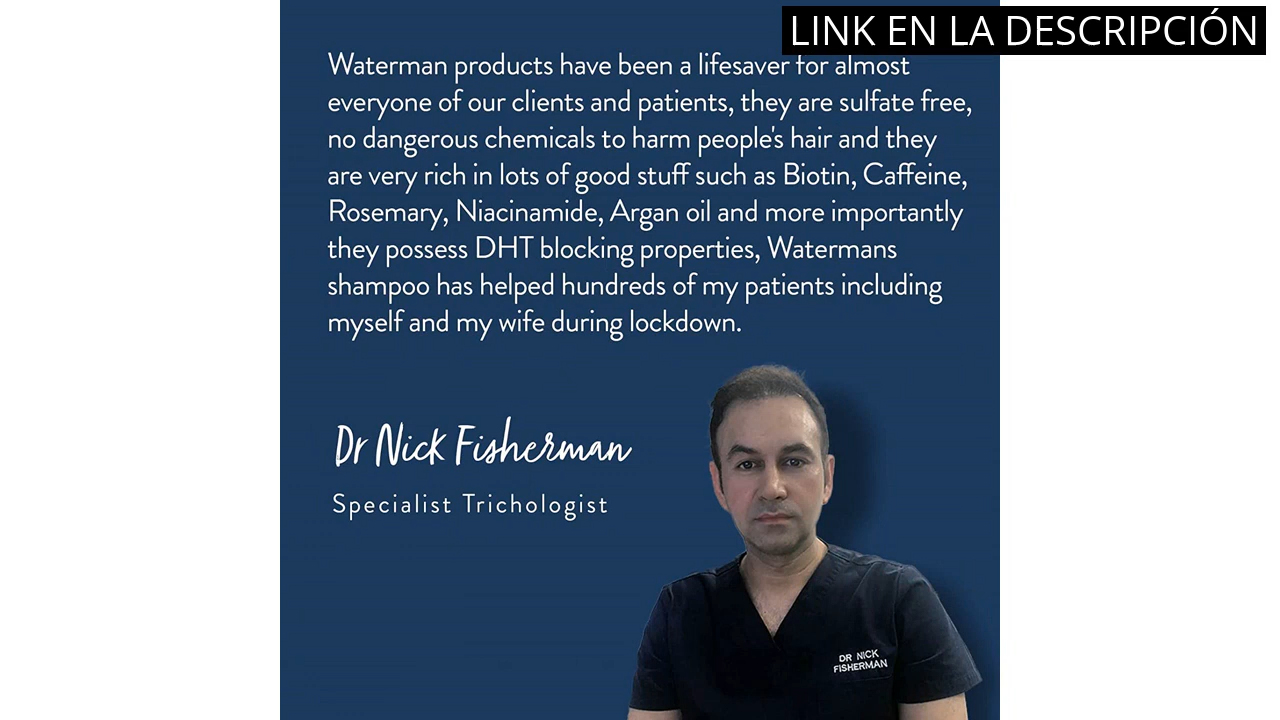 LINK EN LA DESCRIPCIÓN
Waterman products have been a lifesaver for almost
everyone of our clients and patients, they are sulfate free,
no dangerous chemicals to harm people's hair and they
are very rich in lots of good stuff such as Biotin, Caffeine,
Rosemary, Niacinamide, Argan oil and more importantly
they possess DHT blocking properties, Watermans
shampoo has helped hundreds of my patients including
myself and my wife during lockdown.
Dr Nick Fisherman
Specialist Trichologist
DR NICK
FISHERMAN